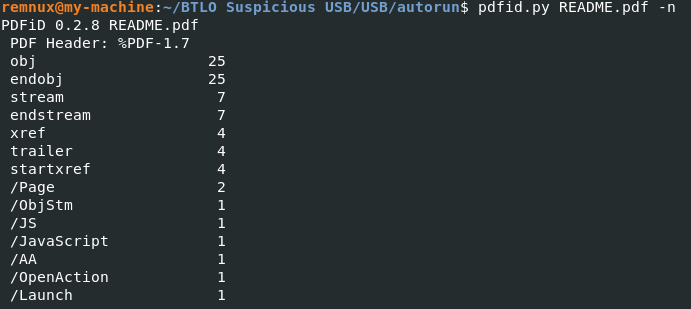 remnux@my-machine:~/BTLO Suspicious USB/USB/autorun$ pdfid.py README.pdf -n
PDFiD 0.2.8 README.pdf
PDF Header: %PDF-1.7
obj 25
endobj 25
stream 7
endstream 7
xref 4
trailer 4
startxref 4
/Page 2
/ObjStm 1
/JS 1
/JavaScript 1
/AA 1
/OpenAction 1
/Launch 1